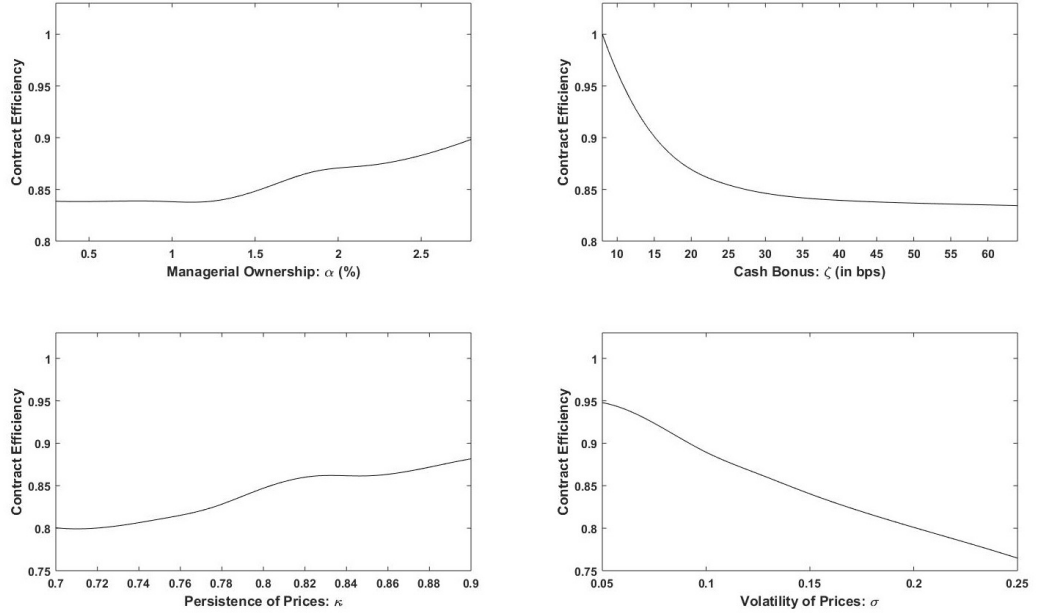 Contract Efficiency
1
0.95
0.9
0.85
0.8
0.5 1 1.5 2 2.5
Managerial Ownership: α (%)
Contract Efficiency
1
0.95
0.9
0.85
0.8
10 15 20 25 30 35 40 45 50 55 60
Cash Bonus: ζ (in bps)
Contract Efficiency
1
0.95
0.9
0.85
0.8
0.75
0.7 0.72 0.74 0.76 0.78 0.8 0.82 0.84 0.86 0.88 0.9
Persistence of Prices: κ
Contract Efficiency
1
0.95
0.9
0.85
0.8
0.75
0.05 0.1 0.15 0.2 0.25
Volatility of Prices: σ